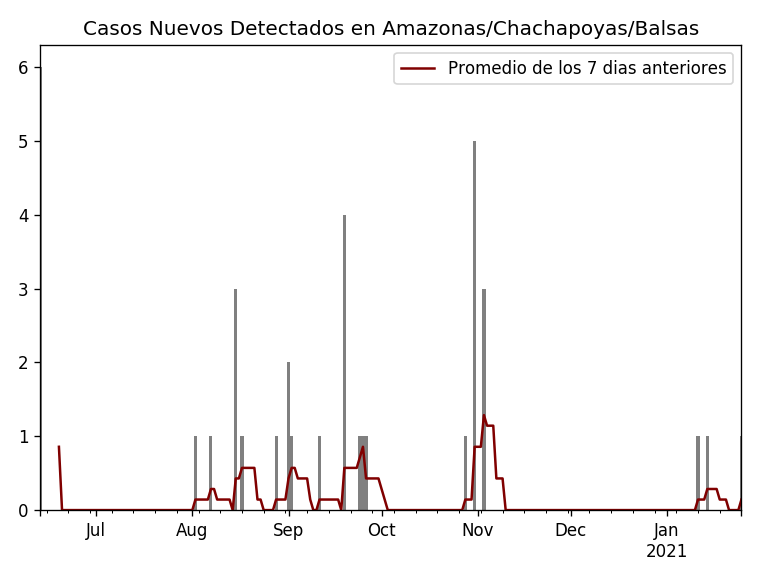 Casos Nuevos Detectados en Amazonas/Chachapoyas/Balsas
Promedio de los 7 dias anteriores
6
5
4
3
2
1
0
Jul Aug Sep Oct Nov Dec Jan
2021